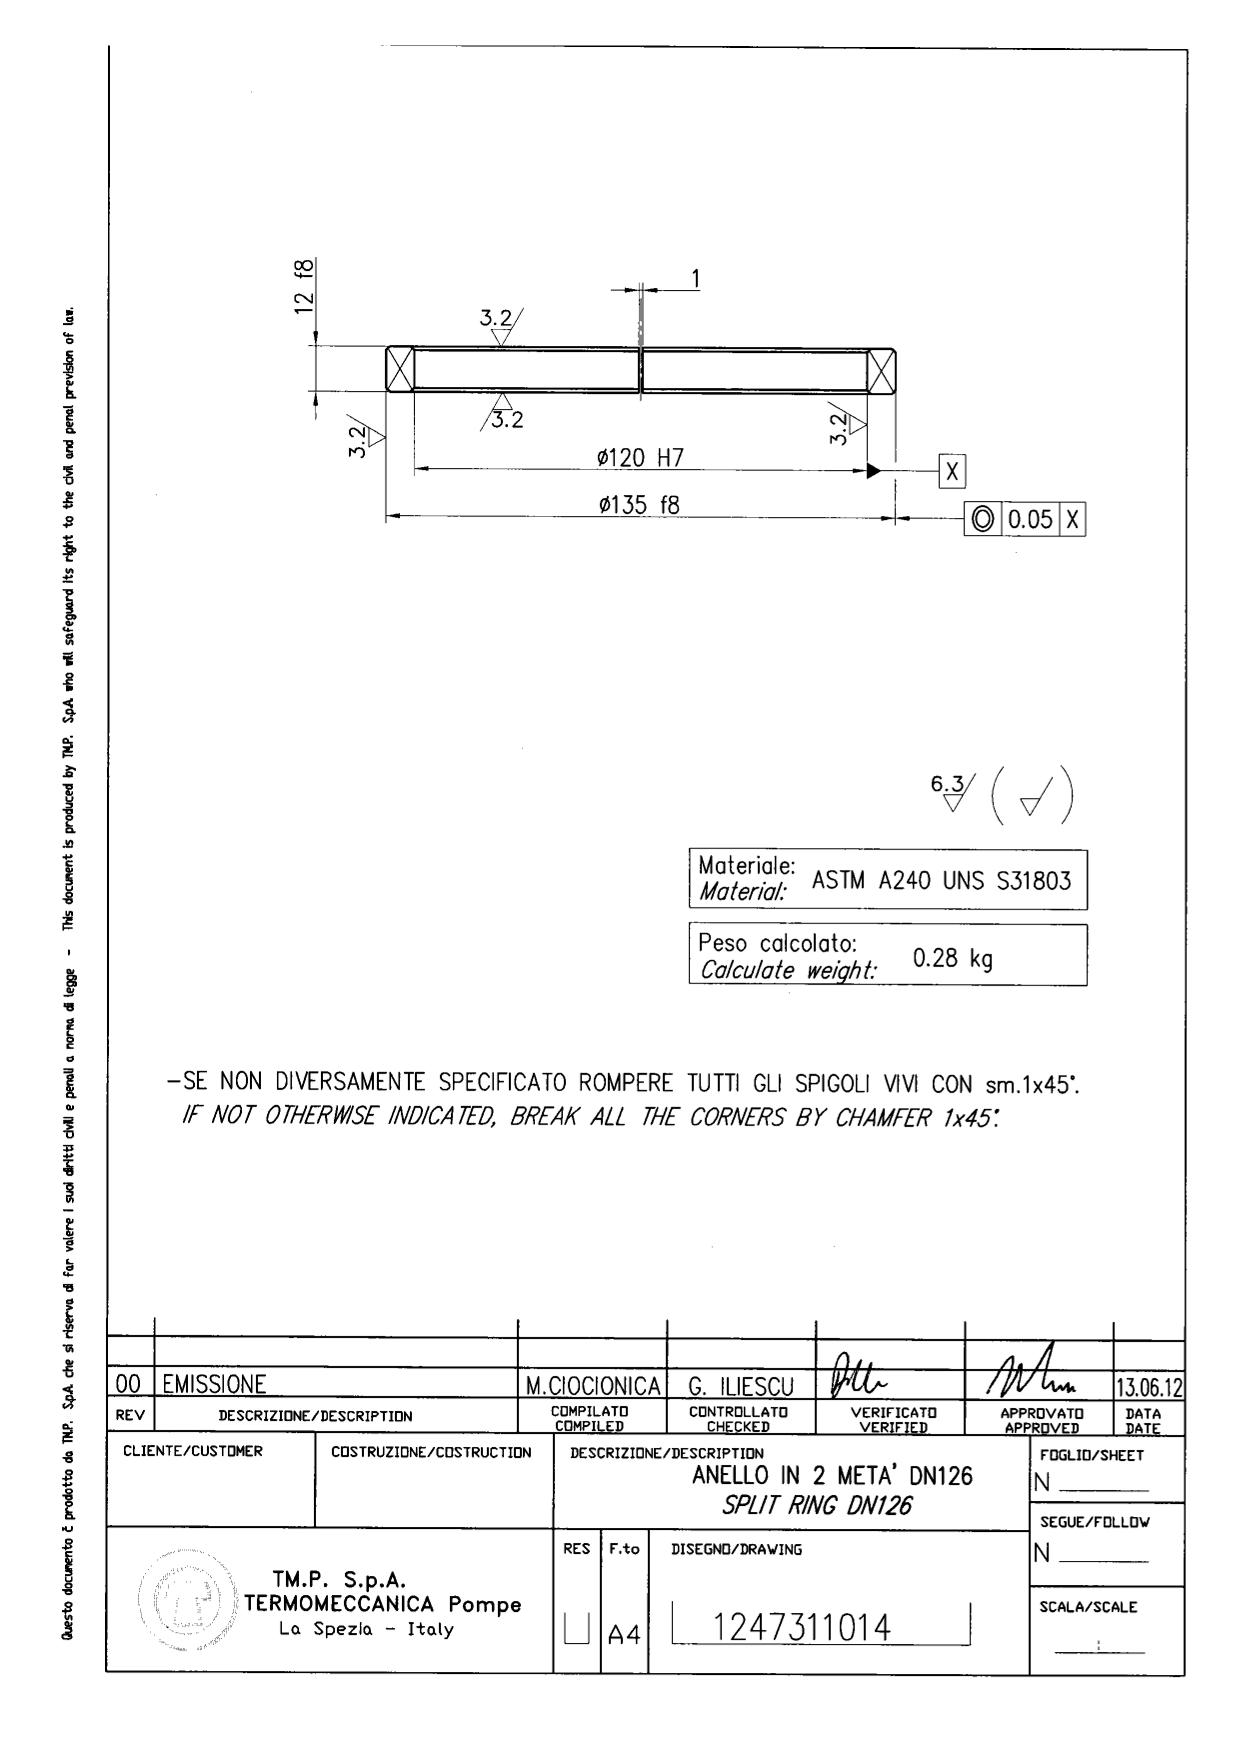 12 f8
1
3.2
3.2
3.2
3.2
ø120 H7
X
ø135 f8
0.05 X
6.3
Materiale:
Material:
ASTM A240 UNS S31803
Peso calcolato:
Calculate weight:
0.28 kg
-SE NON DIVERSAMENTE SPECIFICATO ROMPERE TUTTI GLI SPIGOLI VIVI CON sm.1x45°.
IF NOT OTHERWISE INDICATED, BREAK ALL THE CORNERS BY CHAMFER 1x45°.
Questo documento è prodotto da TM.P. S.p.A. che si riserva di far valere i suoi diritti civili e penali a norma di legge - This document is produced by TM.P. S.p.A. who will safeguard its right to the civil and penal prevision of law.
00 EMISSIONE M.CIOCIONICA G. ILIESCU 13.06.12
REV DESCRIZIONE/DESCRIPTION COMPILATO CONTROLLATO VERIFICATO APPROVATO DATA
COMPILED CHECKED VERIFIED APPROVED DATE
CLIENTE/CUSTOMER
COSTRUZIONE/COSTRUCTION
DESCRIZIONE/DESCRIPTION
ANELLO IN 2 META' DN126
SPLIT RING DN126
FOGLIO/SHEET
N
SEGUE/FOLLOW
N
TM.P. S.p.A.
TERMOMECCANICA Pompe
La Spezia - Italy
RES
F.to
A4
DISEGNO/DRAWING
1247311014
SCALA/SCALE
: